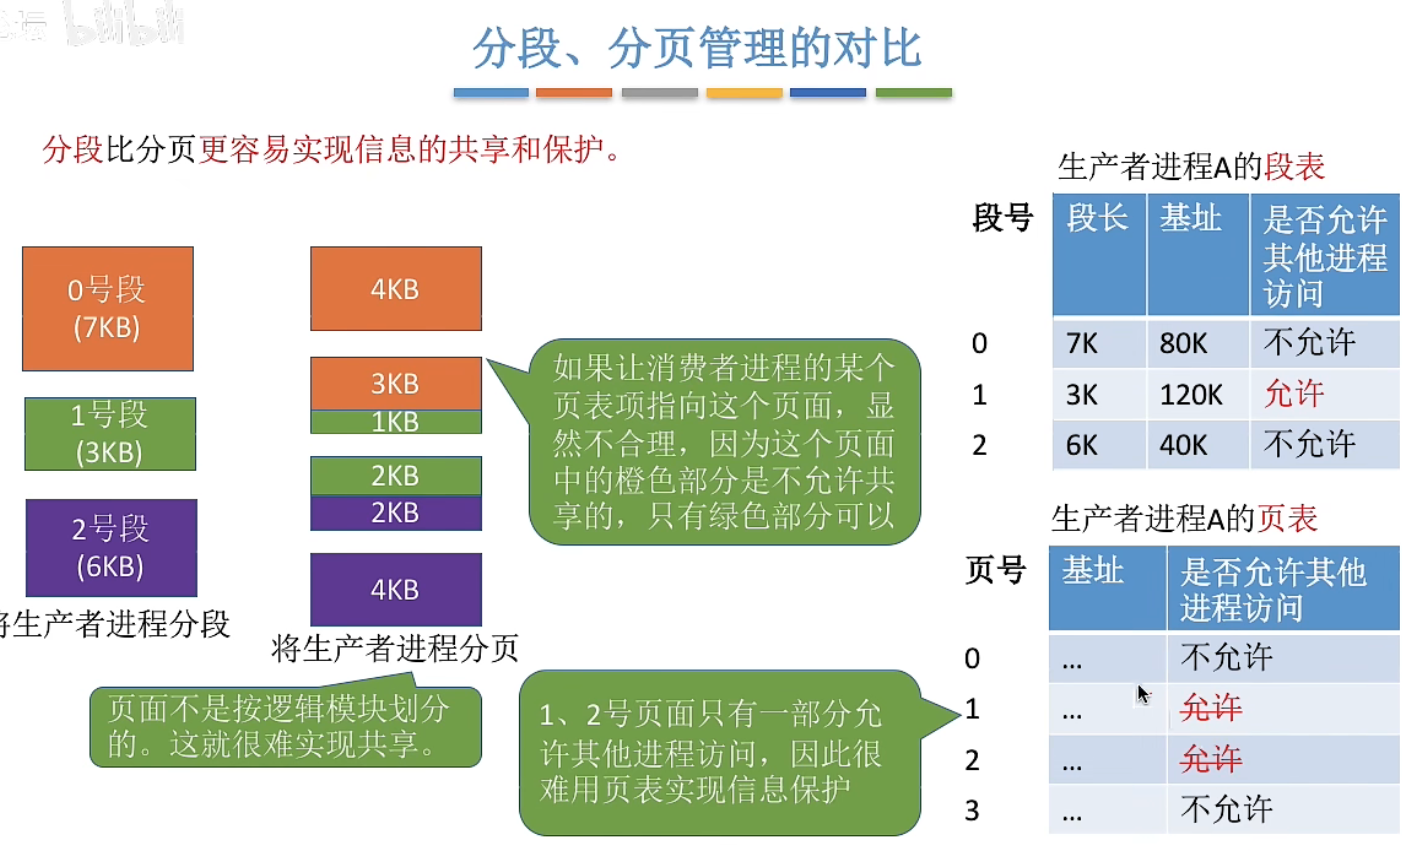 坛 bilibili
分段、分页管理的对比
分段比分页更容易实现信息的共享和保护。
0号段
(7KB)
1号段
(3KB)
2号段
(6KB)
将生产者进程分段
4KB
3KB
1KB
2KB
2KB
4KB
将生产者进程分页
如果让消费者进程的某个
页表项指向这个页面，显
然不合理，因为这个页面
中的橙色部分是不允许共
享的，只有绿色部分可以
页面不是按逻辑模块划分
的。这就很难实现共享。
1、2号页面只有一部分允
许其他进程访问，因此很
难用页表实现信息保护
生产者进程A的段表
段号 段长 基址 是否允许
其他进程
访问
0 7K 80K 不允许
1 3K 120K 允许
2 6K 40K 不允许
生产者进程A的页表
页号 基址 是否允许其他
进程访问
0 ... 不允许
1 ... 允许
2 ... 允许
3 ... 不允许